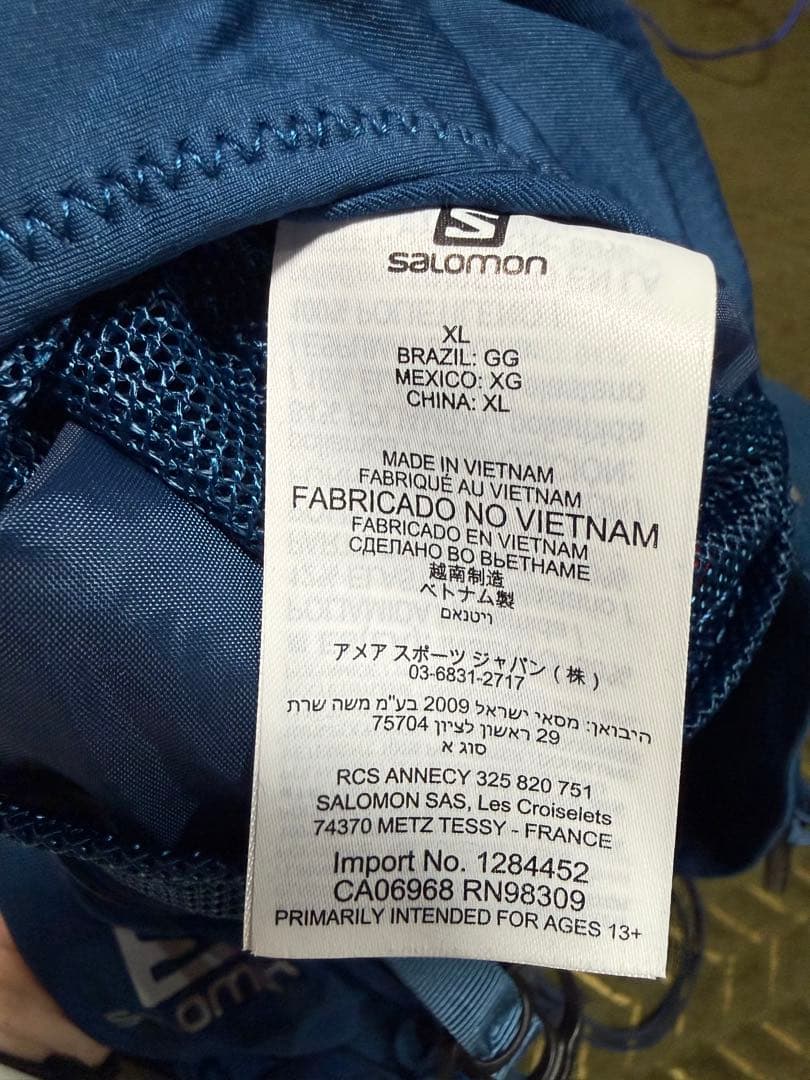 salomon
XL
BRAZIL: GG
MEXICO: XG
CHINA: XL
MADE IN VIETNAM
FABRIQUÉ AU VIETNAM
FABRICADO NO VIETNAM
FABRICADO EN VIETNAM
СДЕЛАНО ВО ВЬЕТНАМЕ
越南制造
ベトナム製
ויטנאם
アメア スポーツ ジャパン ( 株 )
03-6831-2717
היבואן: מסאי ישראל 2009 בע"מ משה שרת
29 ראשון לציון 75704
סוג א
RCS ANNECY 325 820 751
SALOMON SAS, Les Croiselets
74370 METZ TESSY - FRANCE
Import No. 1284452
CA06968 RN98309
PRIMARILY INTENDED FOR AGES 13+
salomon